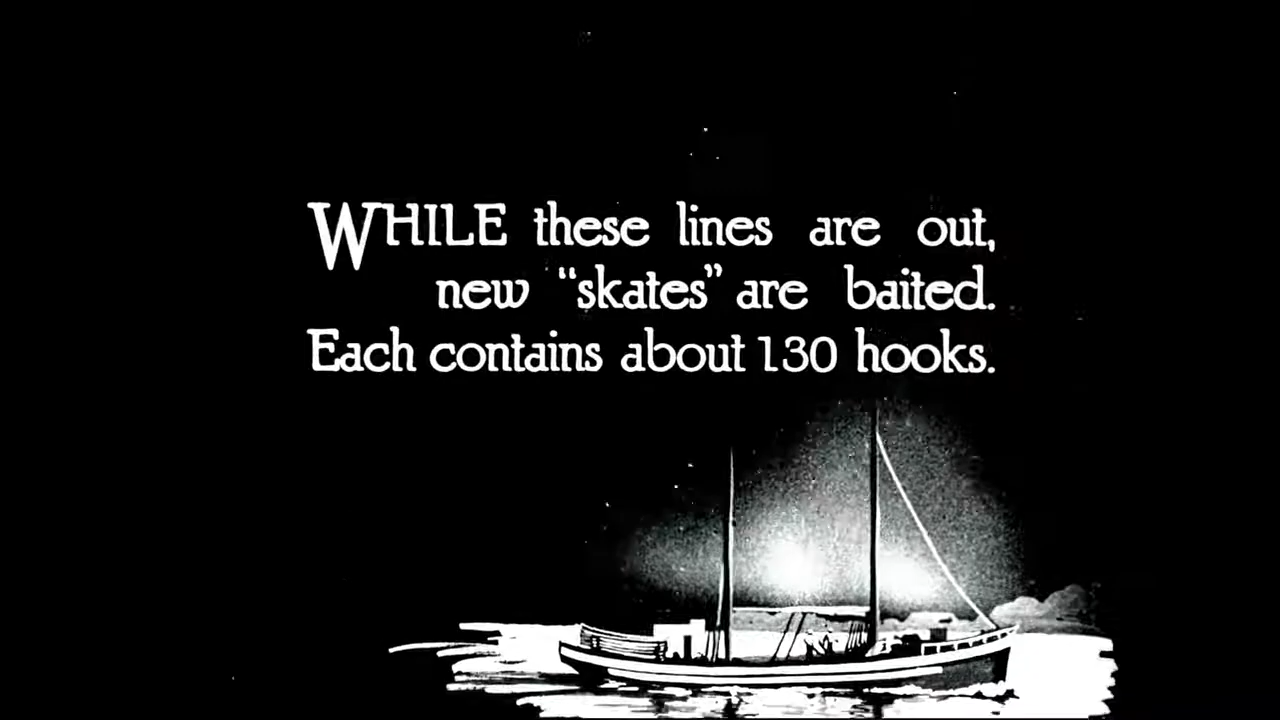 WHILE these lines are out,
new “skates” are baited.
Each contains about 130 hooks.